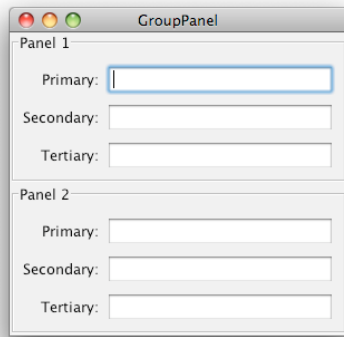 GroupPanel
Panel 1
Primary:
Secondary:
Tertiary:
Panel 2
Primary:
Secondary:
Tertiary: